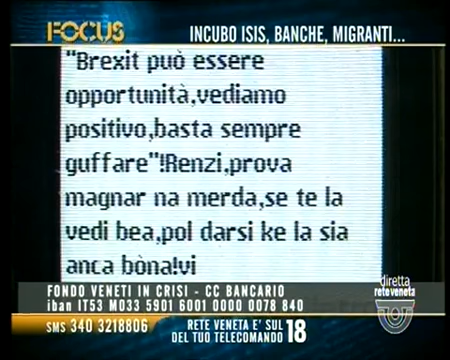 FOCUS
INCUBO ISIS, BANCHE, MIGRANTI...
"Brexit può essere
opportunità,vediamo
positivo,basta sempre
guffare"!Renzi,prova
magnar na merda,se te la
vedi bea,pol darsi ke la sia
anca bòna!vi
diretta
reteveneta
FONDO VENETI IN CRISI - CC BANCARIO
iban IT53 M033 5901 6001 0000 0078 840
SMS 340 3218806
RETE VENETA E' SUL
DEL TUO TELECOMANDO 18